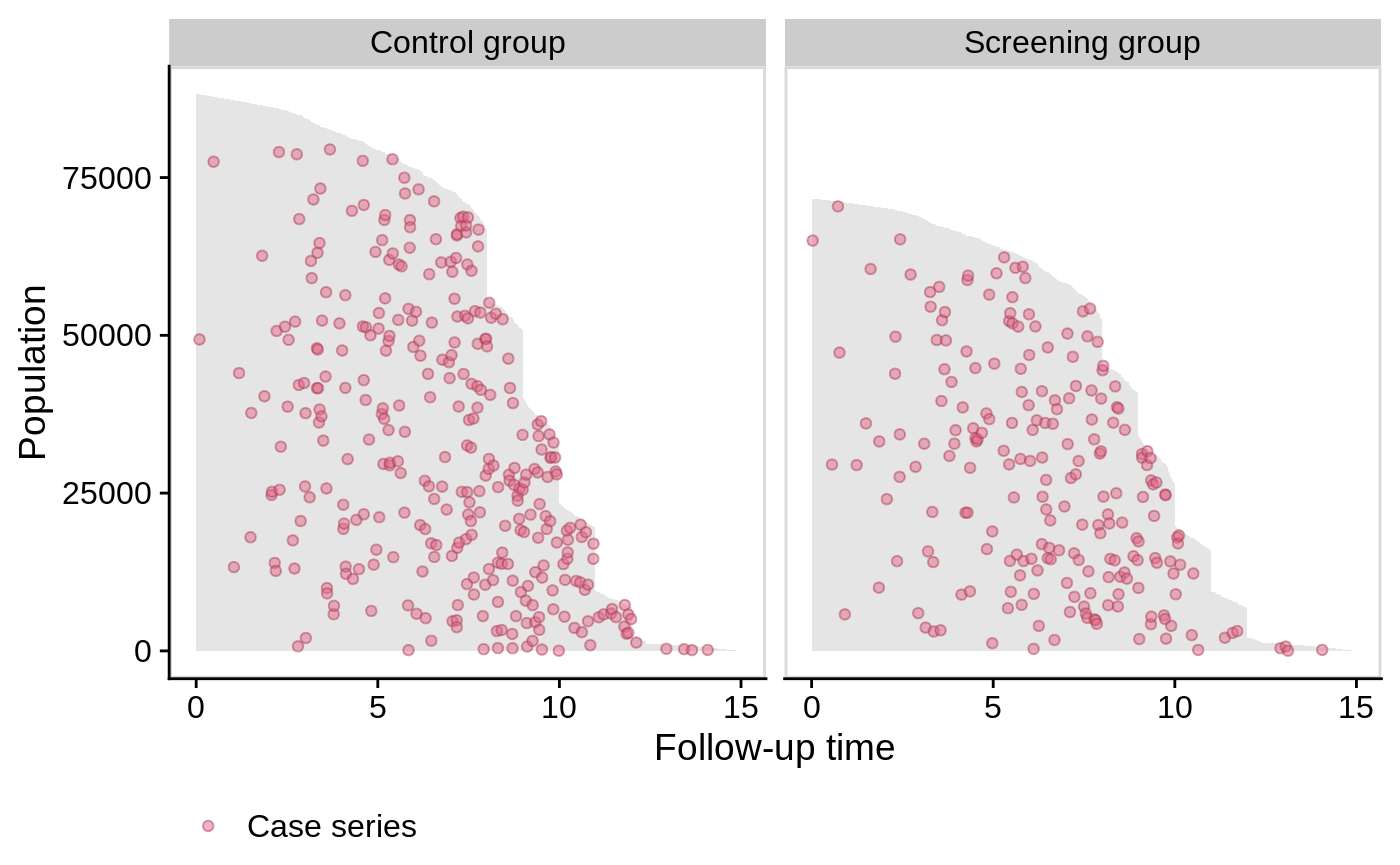 Control group
Screening group
Population
75000
50000
25000
0
0 5 10 15
0 5 10 15
Follow-up time
Case series